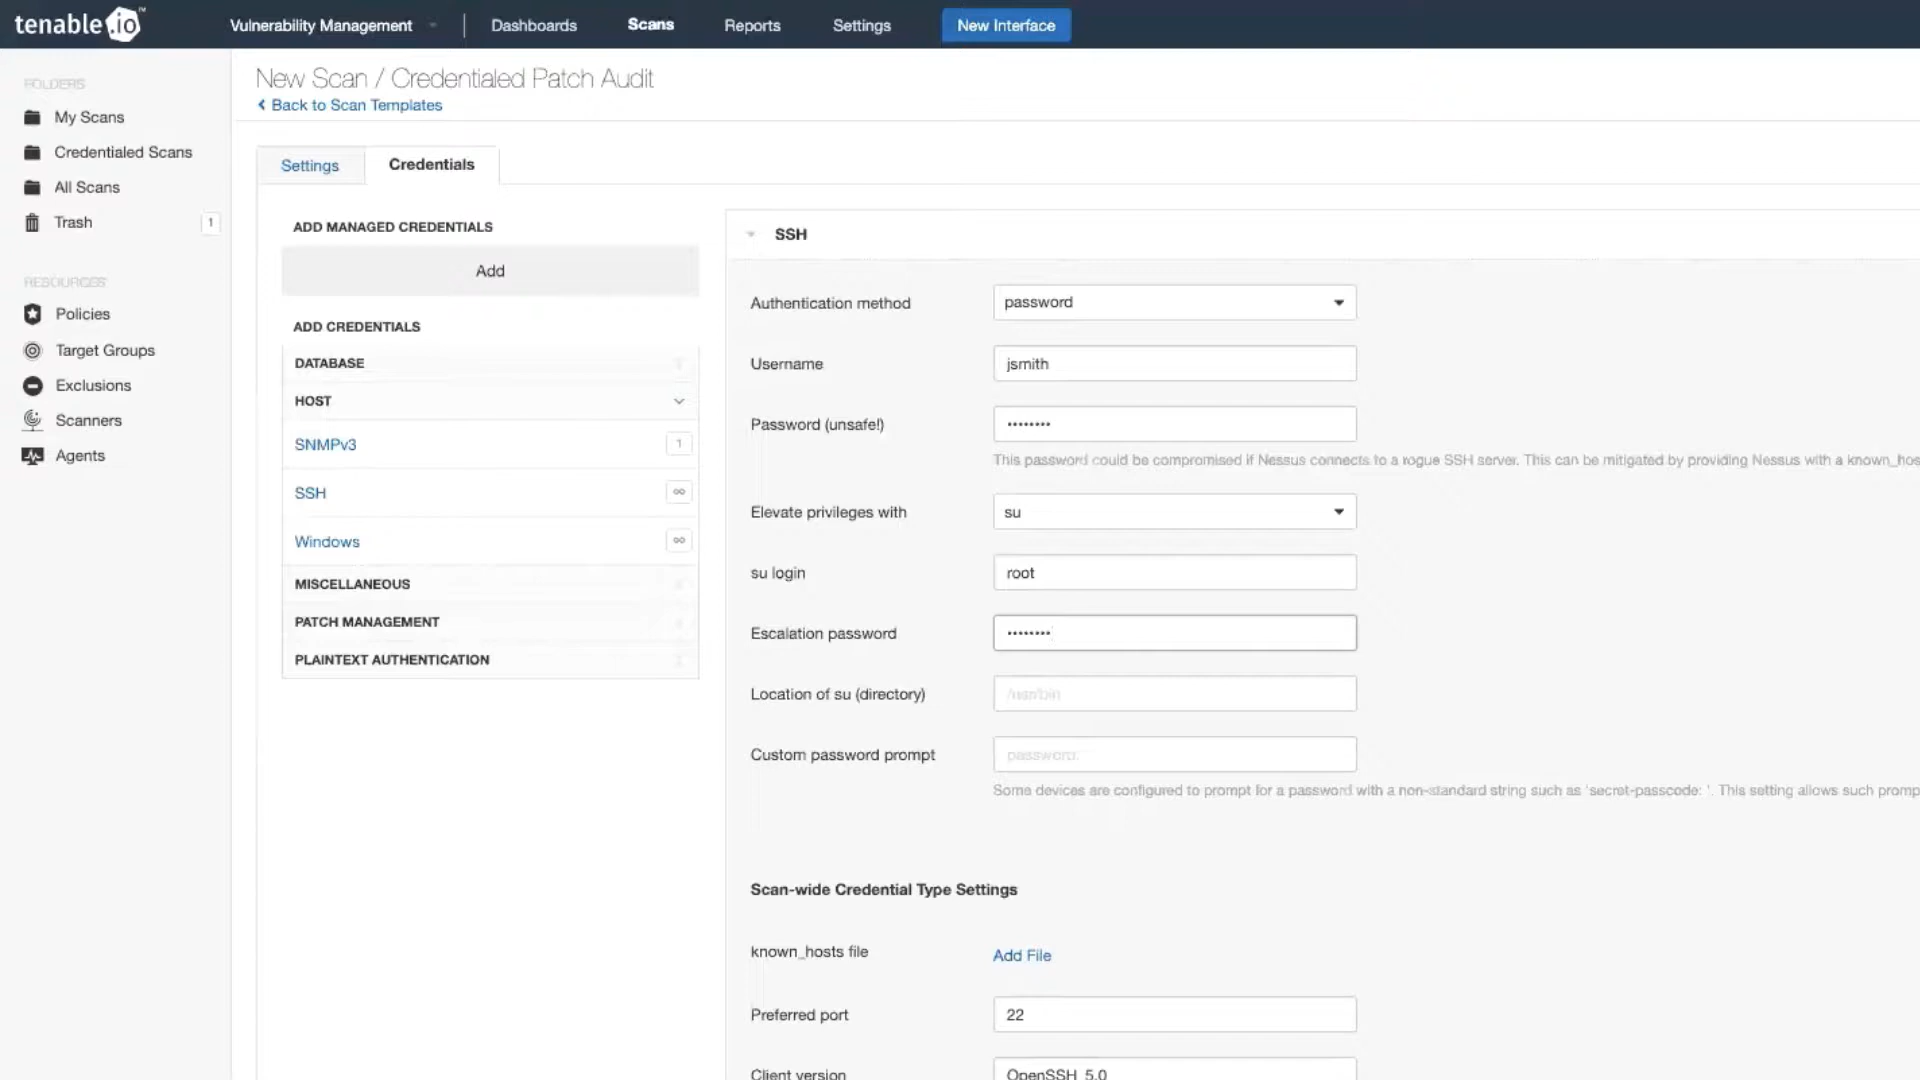 tenable.io™
Vulnerability Management
Dashboards
Scans
Reports
Settings
New Interface
FOLDERS
My Scans
Credentialed Scans
All Scans
Trash
1
RESOURCES
Policies
Target Groups
Exclusions
Scanners
Agents
New Scan / Credentialed Patch Audit
Back to Scan Templates
Settings
Credentials
ADD MANAGED CREDENTIALS
Add
ADD CREDENTIALS
DATABASE
HOST
SNMPv3
1
SSH
∞
Windows
∞
MISCELLANEOUS
PATCH MANAGEMENT
PLAINTEXT AUTHENTICATION
SSH
Authentication method
password
Username
jsmith
Password (unsafe!)
••••••••
This password could be compromised if Nessus connects to a rogue SSH server. This can be mitigated by providing Nessus with a known_hos
Elevate privileges with
su
su login
root
Escalation password
••••••••
Location of su (directory)
/usr/bin
Custom password prompt
password:
Some devices are configured to prompt for a password with a non-standard string such as 'secret-passcode: '. This setting allows such promp
Scan-wide Credential Type Settings
known_hosts file
Add File
Preferred port
22
Client version
OpenSSH_5.0